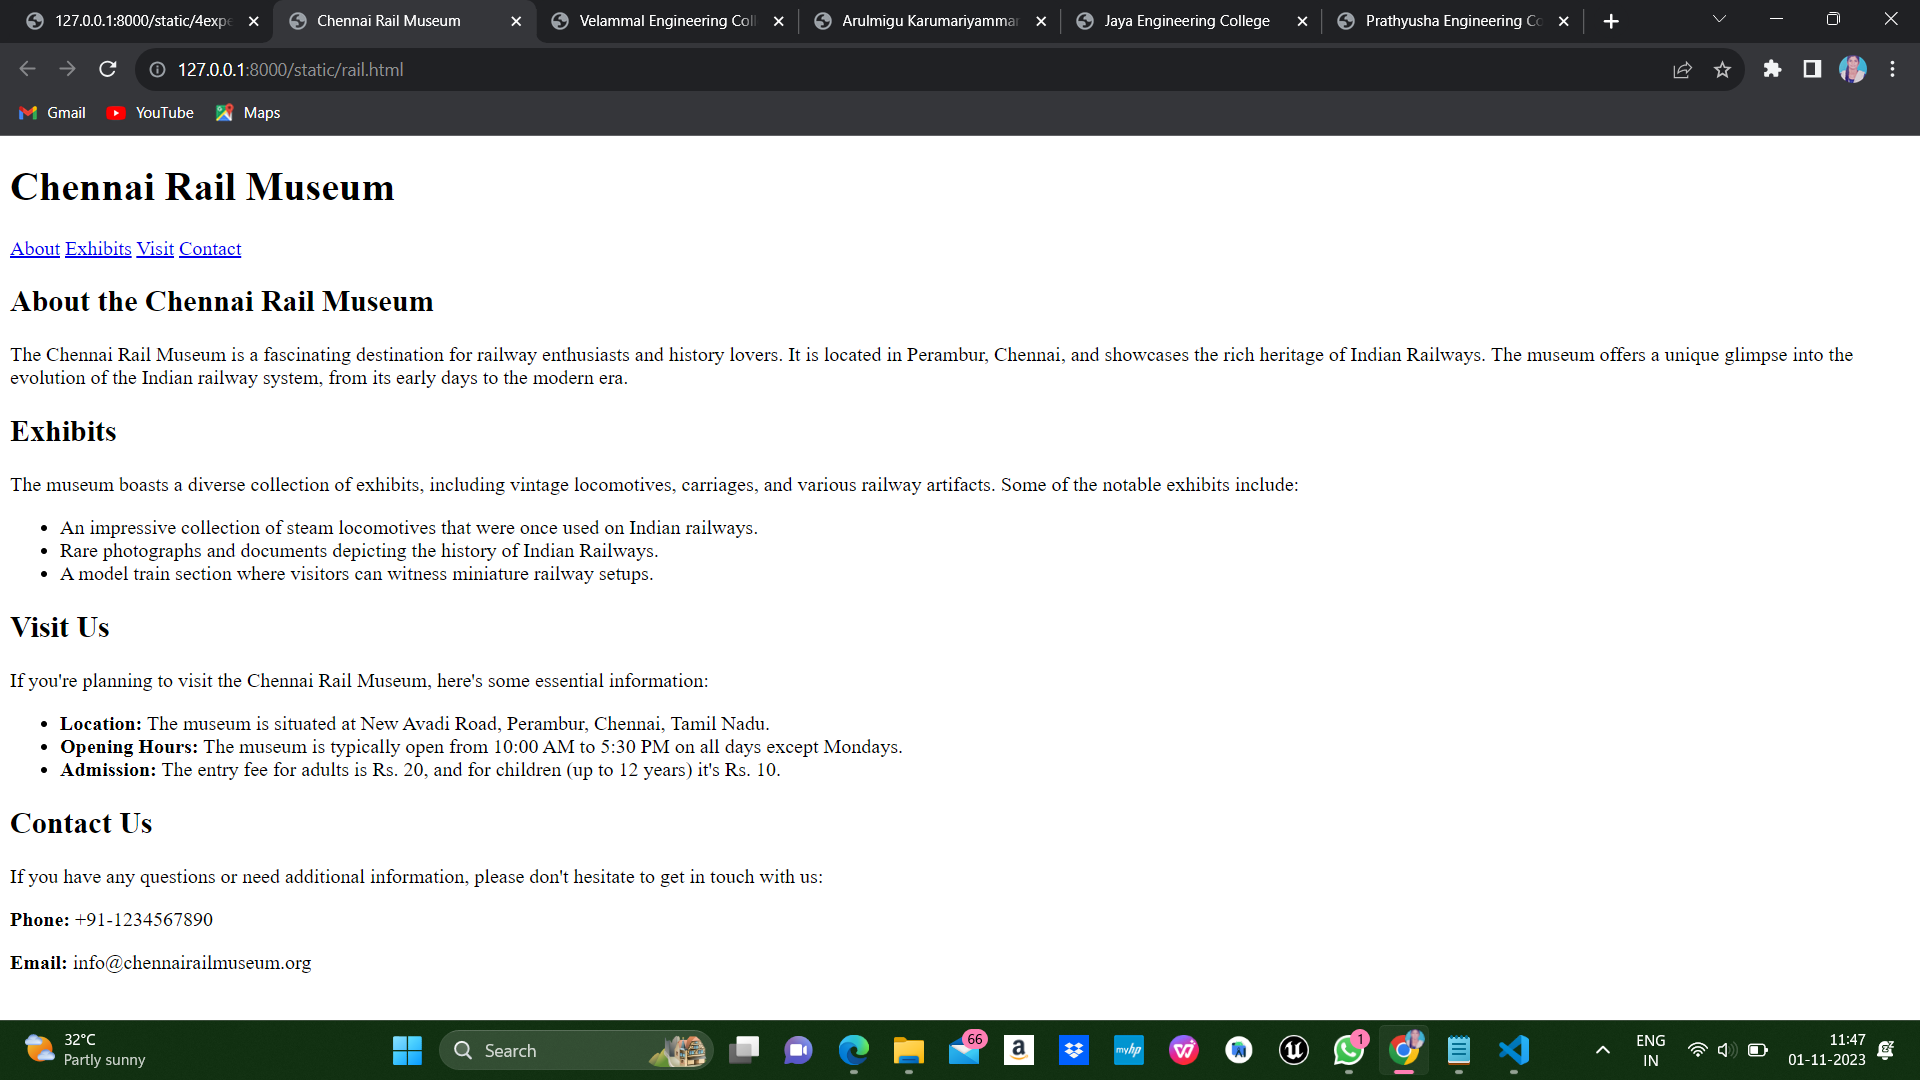 127.0.0.1:8000/static/4expe
Chennai Rail Museum
Velammal Engineering Coll
Arulmigu Karumariyammar
Jaya Engineering College
Prathyusha Engineering Co
127.0.0.1:8000/static/rail.html
Gmail
YouTube
Maps
Chennai Rail Museum
About Exhibits Visit Contact
About the Chennai Rail Museum
The Chennai Rail Museum is a fascinating destination for railway enthusiasts and history lovers. It is located in Perambur, Chennai, and showcases the rich heritage of Indian Railways. The museum offers a unique glimpse into the
evolution of the Indian railway system, from its early days to the modern era.
Exhibits
The museum boasts a diverse collection of exhibits, including vintage locomotives, carriages, and various railway artifacts. Some of the notable exhibits include:
An impressive collection of steam locomotives that were once used on Indian railways.
Rare photographs and documents depicting the history of Indian Railways.
A model train section where visitors can witness miniature railway setups.
Visit Us
If you're planning to visit the Chennai Rail Museum, here's some essential information:
Location: The museum is situated at New Avadi Road, Perambur, Chennai, Tamil Nadu.
Opening Hours: The museum is typically open from 10:00 AM to 5:30 PM on all days except Mondays.
Admission: The entry fee for adults is Rs. 20, and for children (up to 12 years) it's Rs. 10.
Contact Us
If you have any questions or need additional information, please don't hesitate to get in touch with us:
Phone: +91-1234567890
Email: info@chennairailmuseum.org
32°C
Partly sunny
Search
66
a
myhp
1
ENG
IN
11:47
01-11-2023